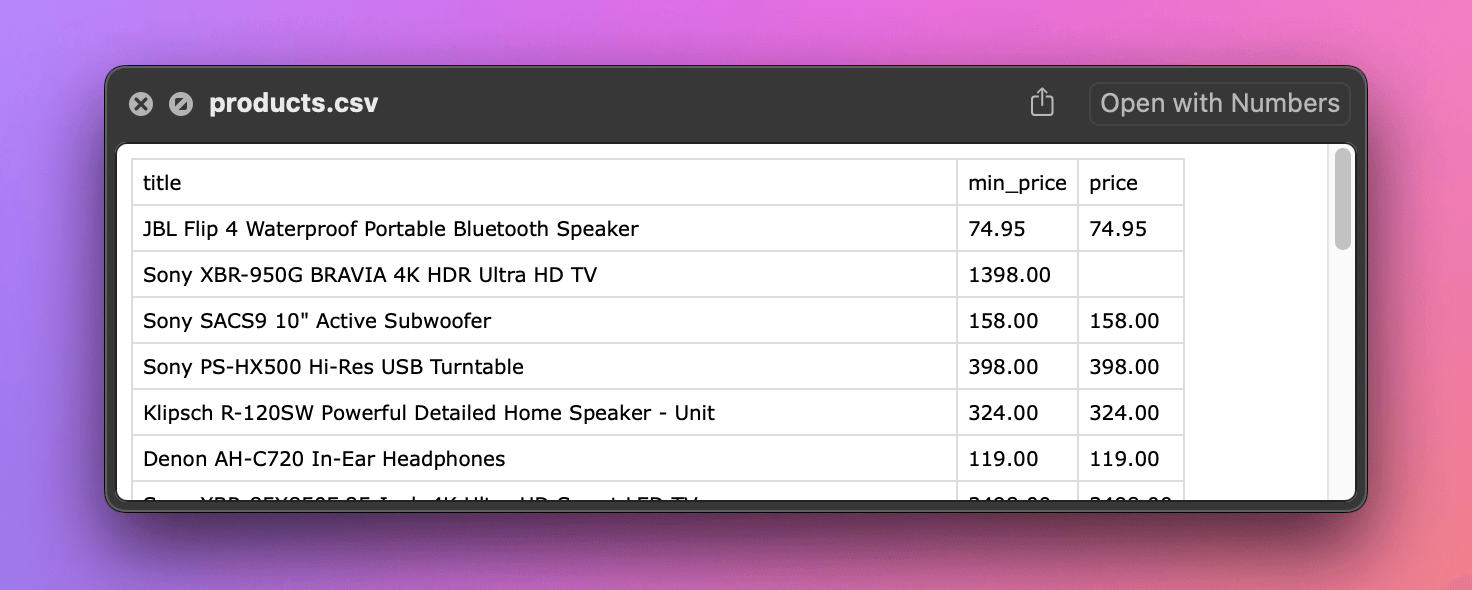 products.csv
Open with Numbers
title min_price price
JBL Flip 4 Waterproof Portable Bluetooth Speaker 74.95 74.95
Sony XBR-950G BRAVIA 4K HDR Ultra HD TV 1398.00
Sony SACS9 10" Active Subwoofer 158.00 158.00
Sony PS-HX500 Hi-Res USB Turntable 398.00 398.00
Klipsch R-120SW Powerful Detailed Home Speaker - Unit 324.00 324.00
Denon AH-C720 In-Ear Headphones 119.00 119.00